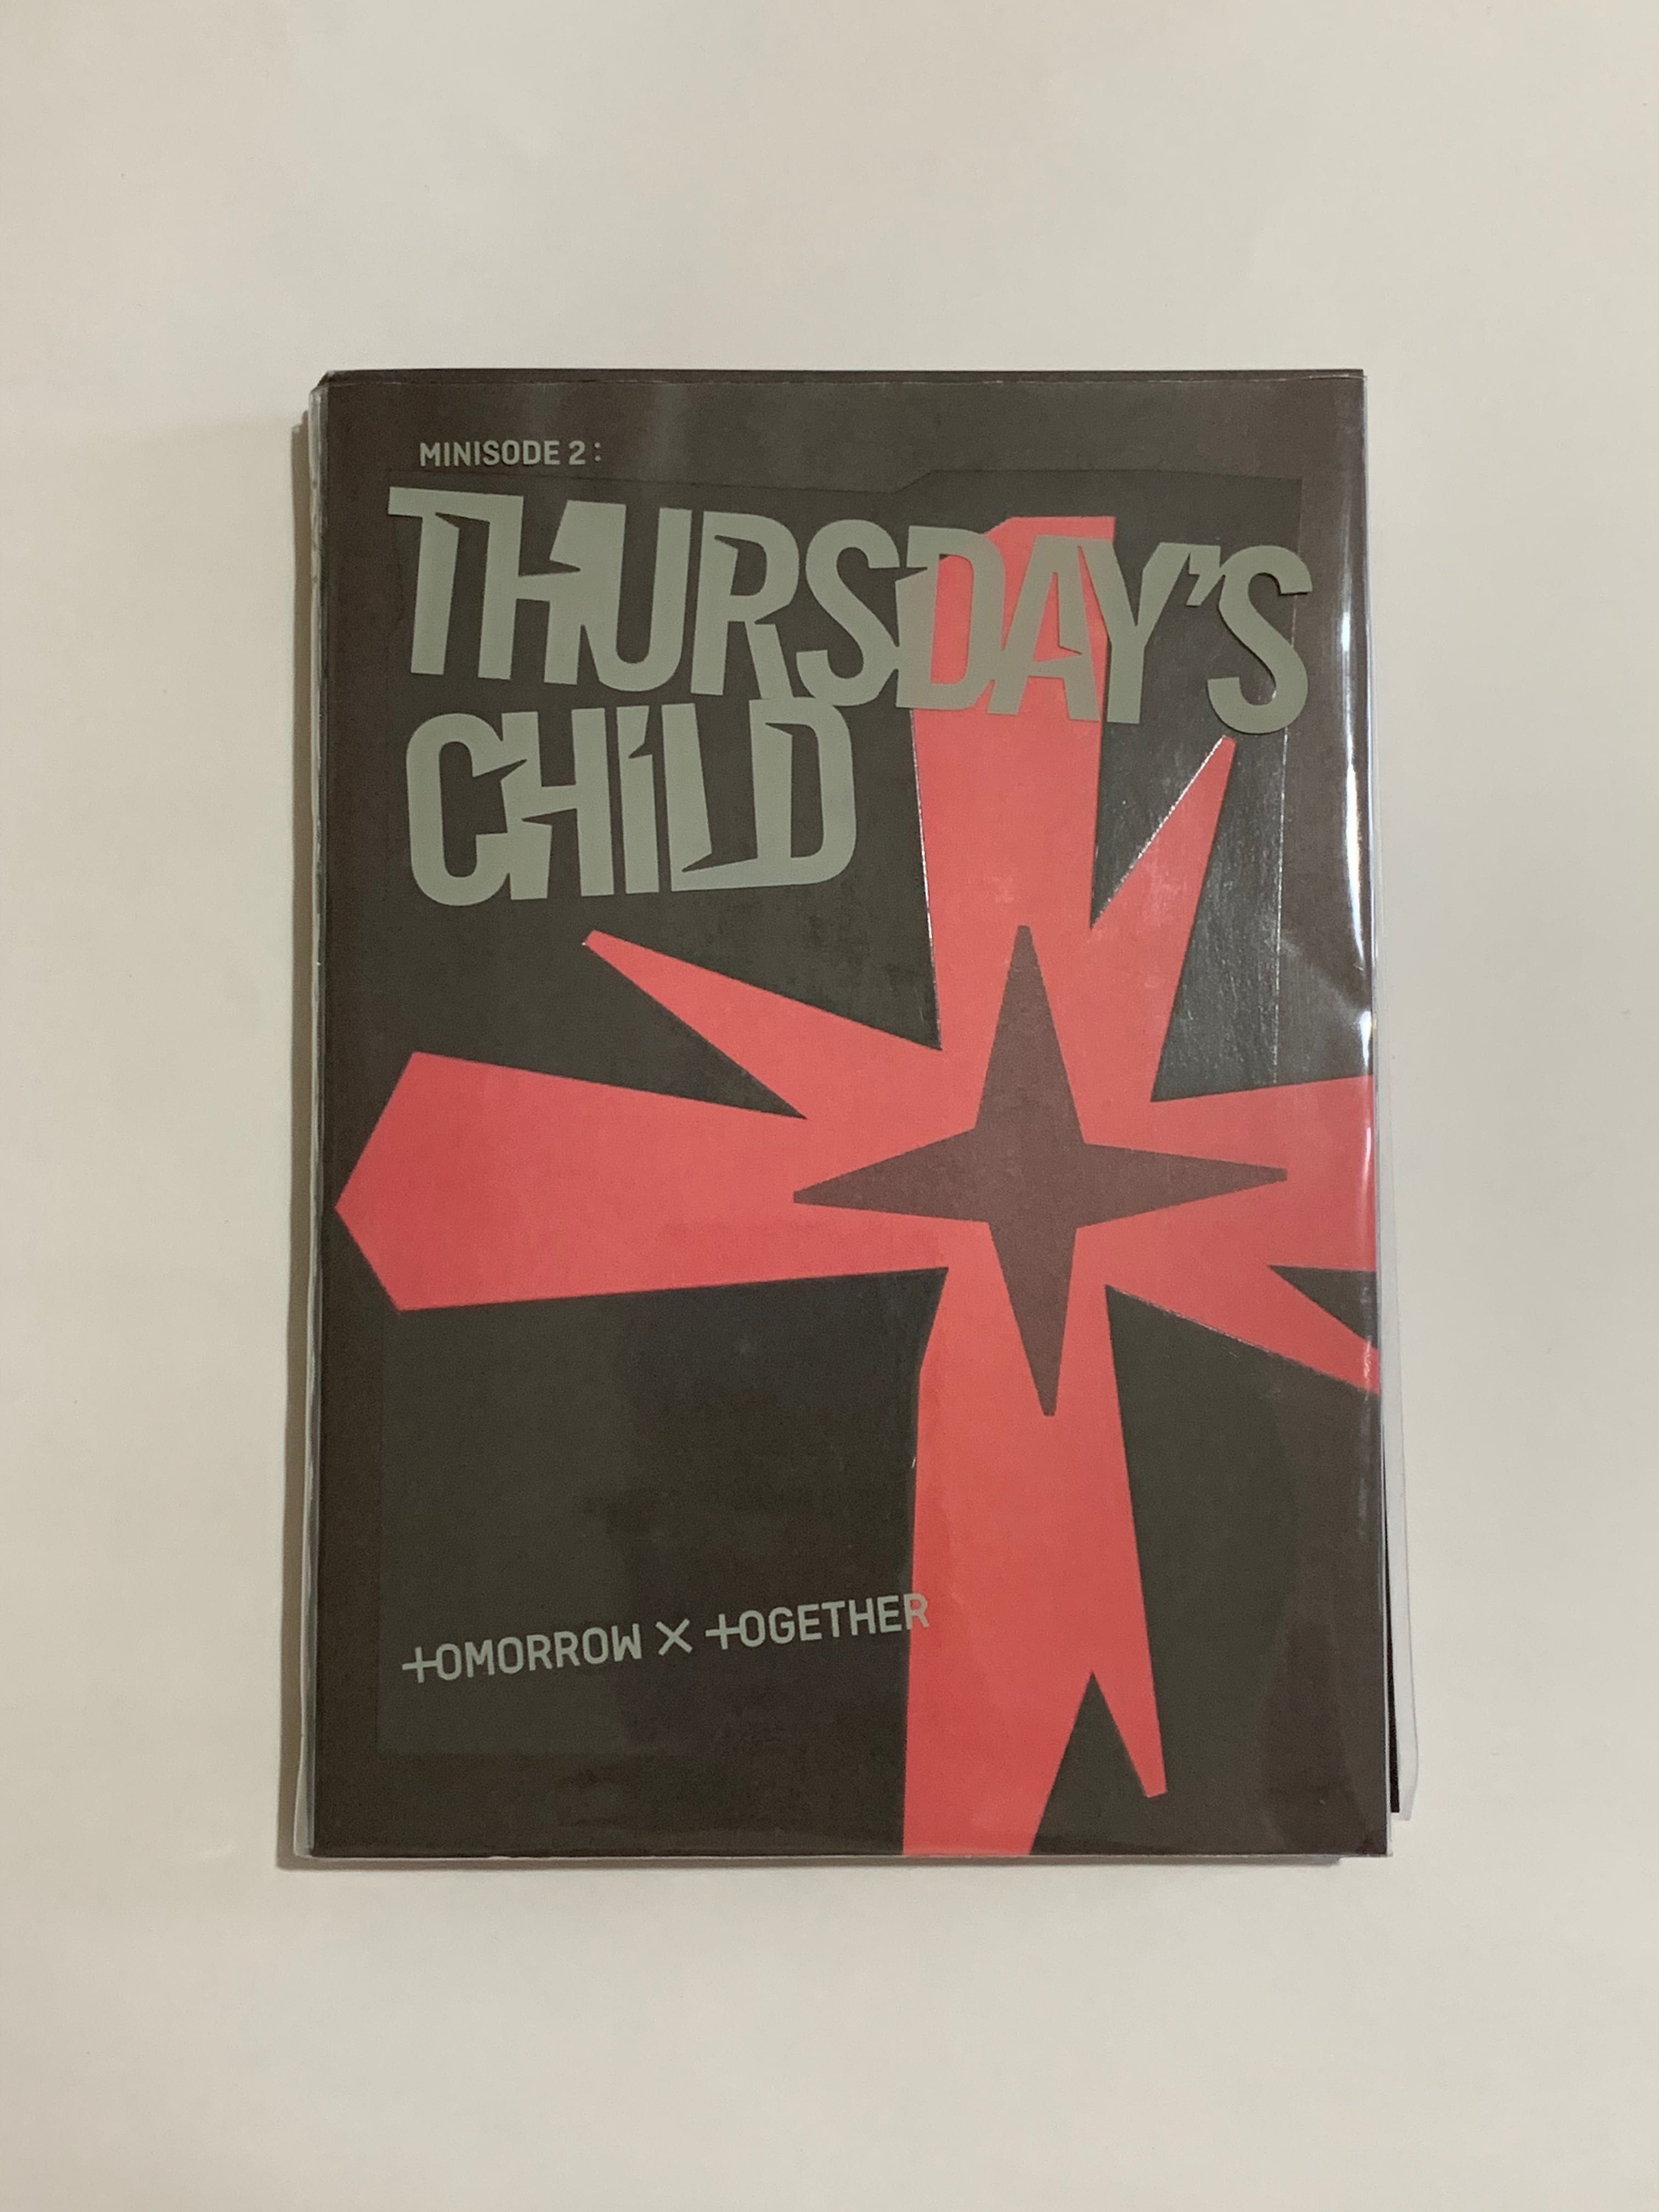 MINISODE 2:
THURSDAY'S
CHILD
TOMORROW X TOGETHER